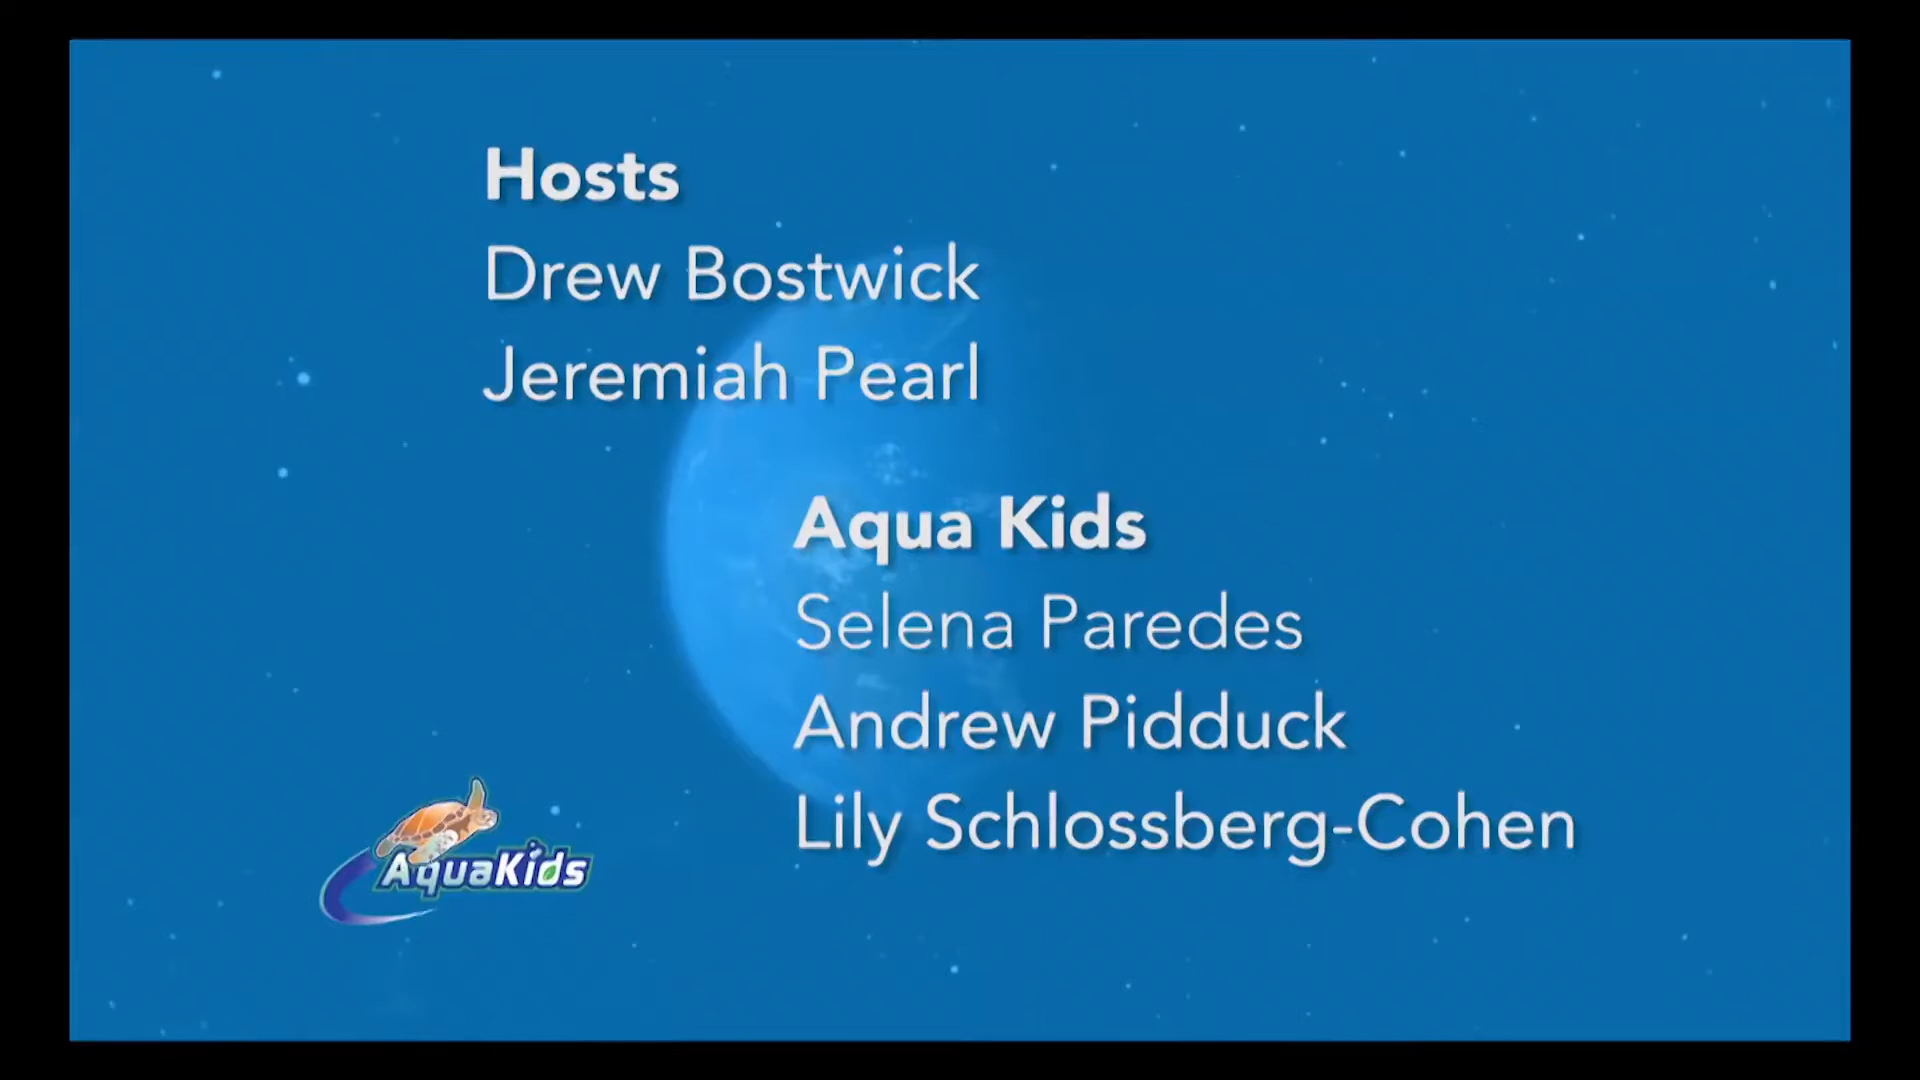 Hosts
Drew Bostwick
Jeremiah Pearl
Aqua Kids
Selena Paredes
Andrew Pidduck
Lily Schlossberg-Cohen
AquaKids